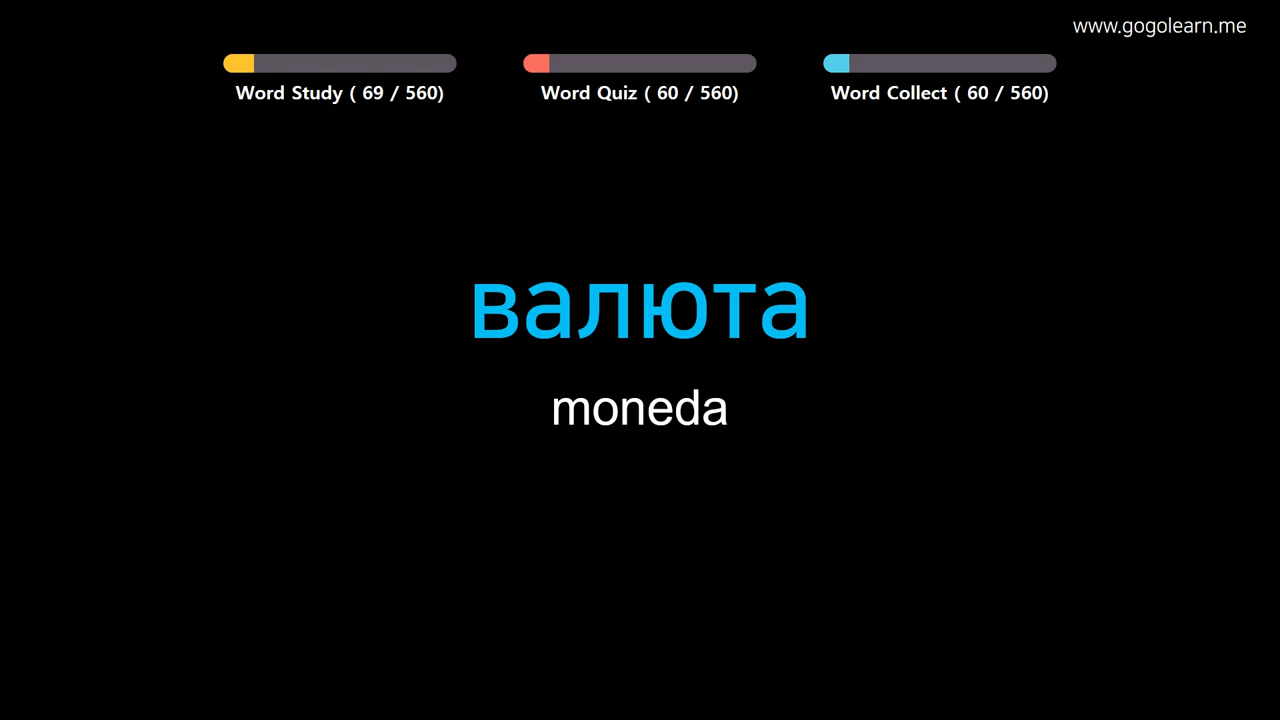 www.gogolearn.me
Word Study ( 69 / 560)
Word Quiz ( 60 / 560)
Word Collect ( 60 / 560)
валюта
moneda